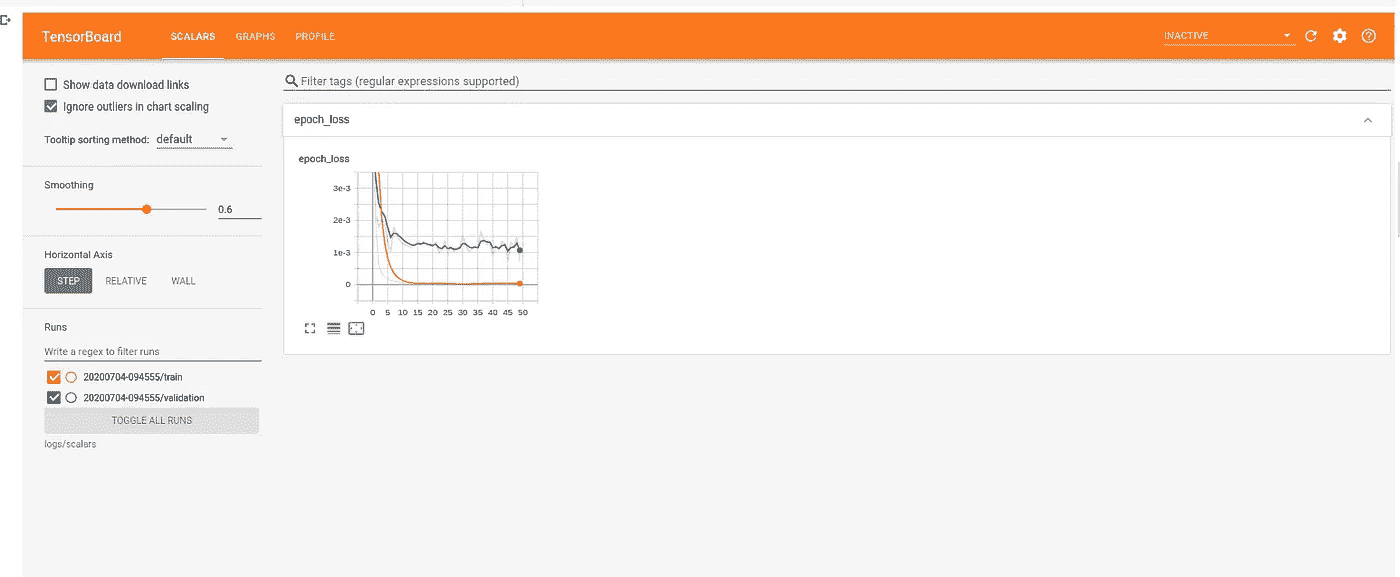 TensorBoard SCALARS GRAPHS PROFILE INACTIVE
Show data download links
Ignore outliers in chart scaling
Tooltip sorting method: default
Smoothing
0.6
Horizontal Axis
STEP RELATIVE WALL
Runs
Write a regex to filter runs
20200704-094555/train
20200704-094555/validation
TOGGLE ALL RUNS
logs/scalars
Filter tags (regular expressions supported)
epoch_loss
epoch_loss
3e-3
2e-3
1e-3
0
0 5 10 15 20 25 30 35 40 45 50